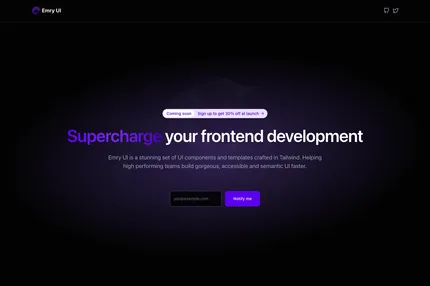 Emry UI
Coming soon Sign up to get 30% off at launch →
Supercharge your frontend development
Emry UI is a stunning set of UI components and templates crafted in Tailwind. Helping
high-performing teams build gorgeous, accessible and semantic UI faster.
you@example.com Notify me